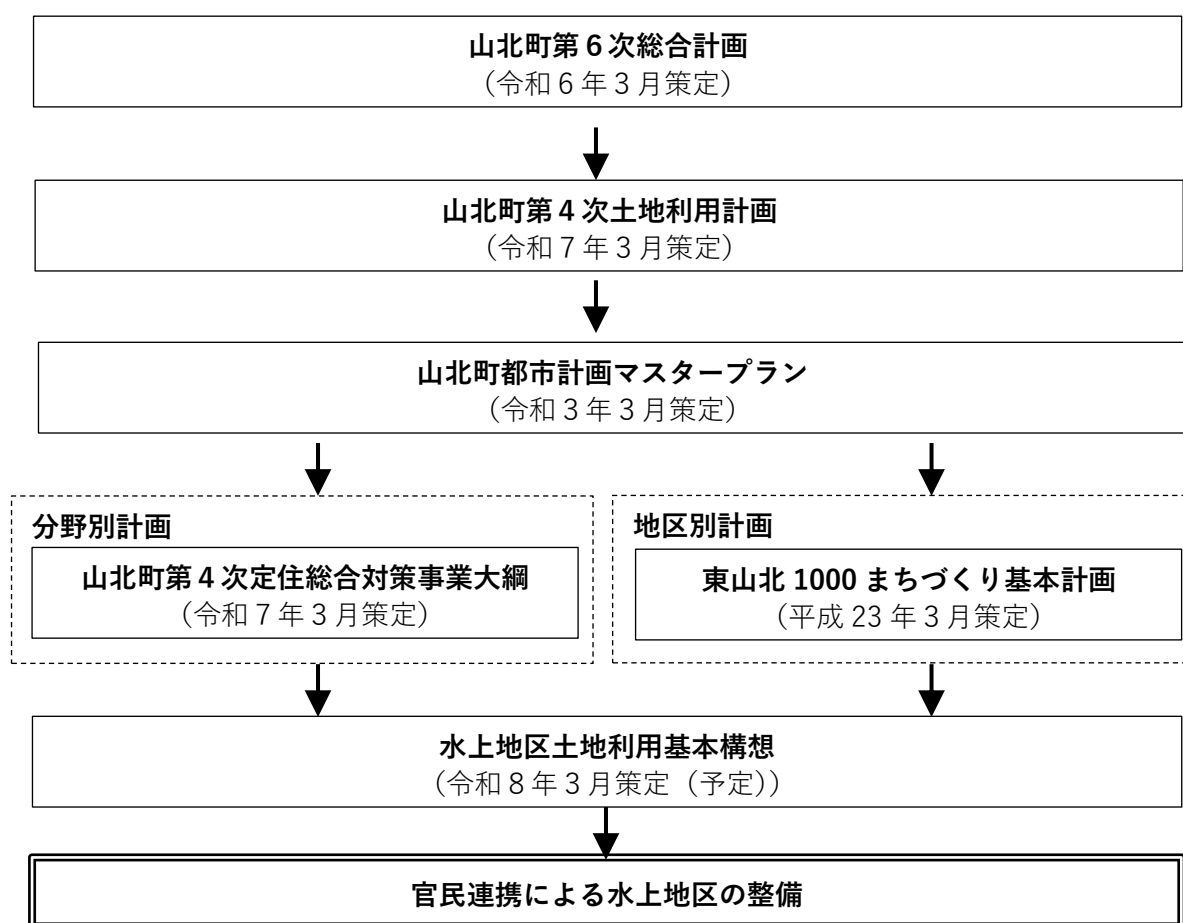 山北町第６次総合計画
（令和６年３月策定）
山北町第４次土地利用計画
（令和７年３月策定）
山北町都市計画マスタープラン
（令和３年３月策定）
分野別計画
山北町第４次定住総合対策事業大綱
（令和７年３月策定）
地区別計画
東山北 1000 まちづくり基本計画
（平成 23 年３月策定）
水上地区土地利用基本構想
（令和８年３月策定（予定））
官民連携による水上地区の整備